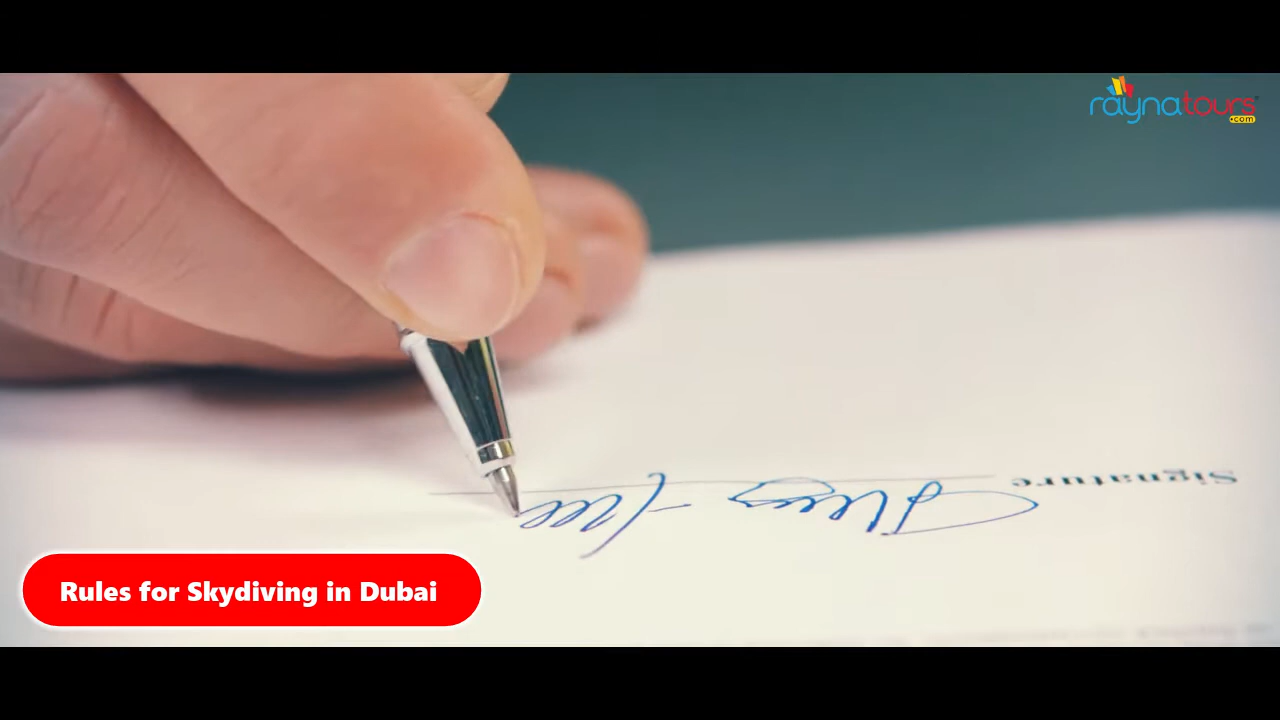 raynatours
.com
Signature
Rules for Skydiving in Dubai